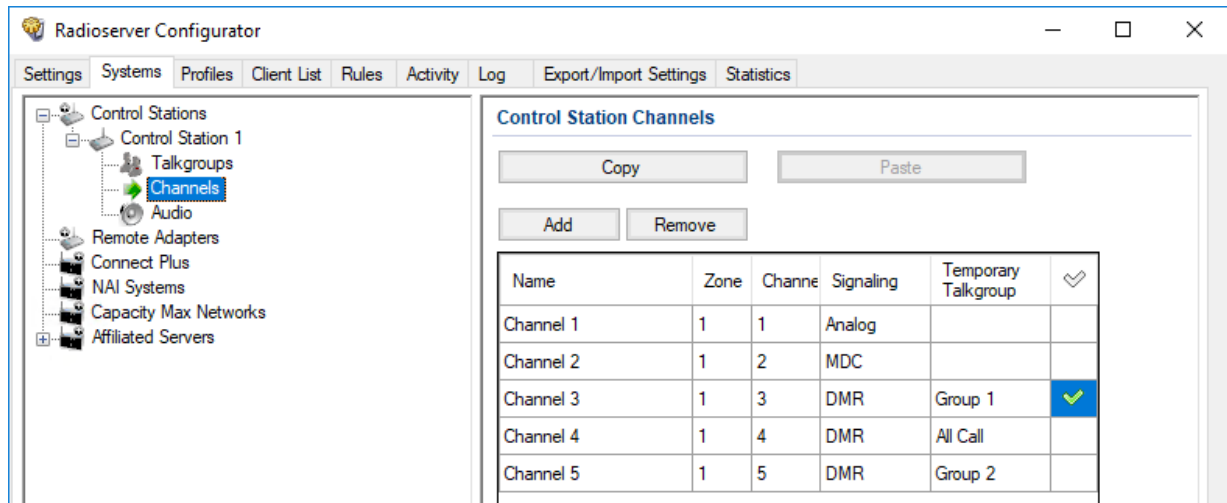 Radioserver Configurator
Settings Systems Profiles Client List Rules Activity Log Export/Import Settings Statistics
Control Stations
Control Station 1
Talkgroups
Channels
Audio
Remote Adapters
Connect Plus
NAI Systems
Capacity Max Networks
Affiliated Servers
Control Station Channels
Copy Paste
Add Remove
Name Zone Channe Signaling Temporary Talkgroup
Channel 1 1 1 Analog
Channel 2 1 2 MDC
Channel 3 1 3 DMR Group 1
Channel 4 1 4 DMR All Call
Channel 5 1 5 DMR Group 2